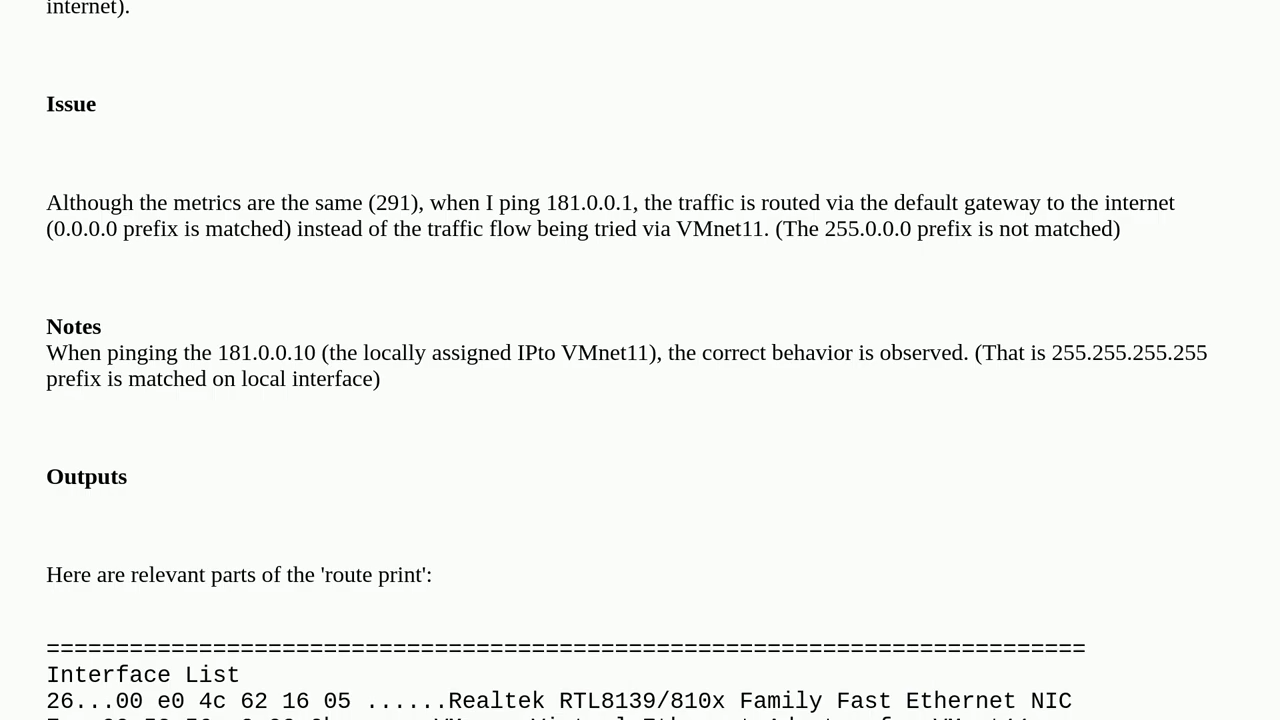 internet).
Issue
Although the metrics are the same (291), when I ping 181.0.0.1, the traffic is routed via the default gateway to the internet
(0.0.0.0 prefix is matched) instead of the traffic flow being tried via VMnet11. (The 255.0.0.0 prefix is not matched)
Notes
When pinging the 181.0.0.10 (the locally assigned IPto VMnet11), the correct behavior is observed. (That is 255.255.255.255
prefix is matched on local interface)
Outputs
Here are relevant parts of the 'route print':
===========================================================================
Interface List
26...00 e0 4c 62 16 05 ......Realtek RTL8139/810x Family Fast Ethernet NIC